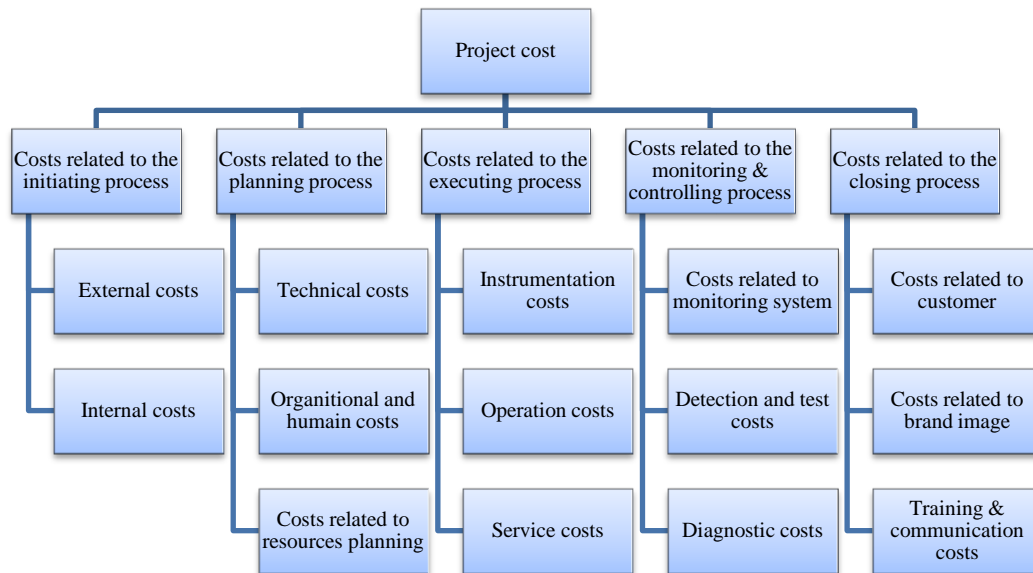 Project cost
Costs related to the
initiating process
Costs related to the
planning process
Costs related to the
executing process
Costs related to the
monitoring &
controlling process
Costs related to the
closing process
External costs
Technical costs
Instrumentation
costs
Costs related to
monitoring system
Costs related to
customer
Internal costs
Organitional and
humain costs
Operation costs
Detection and test
costs
Costs related to
brand image
Costs related to
resources planning
Service costs
Diagnostic costs
Training &
communication
costs